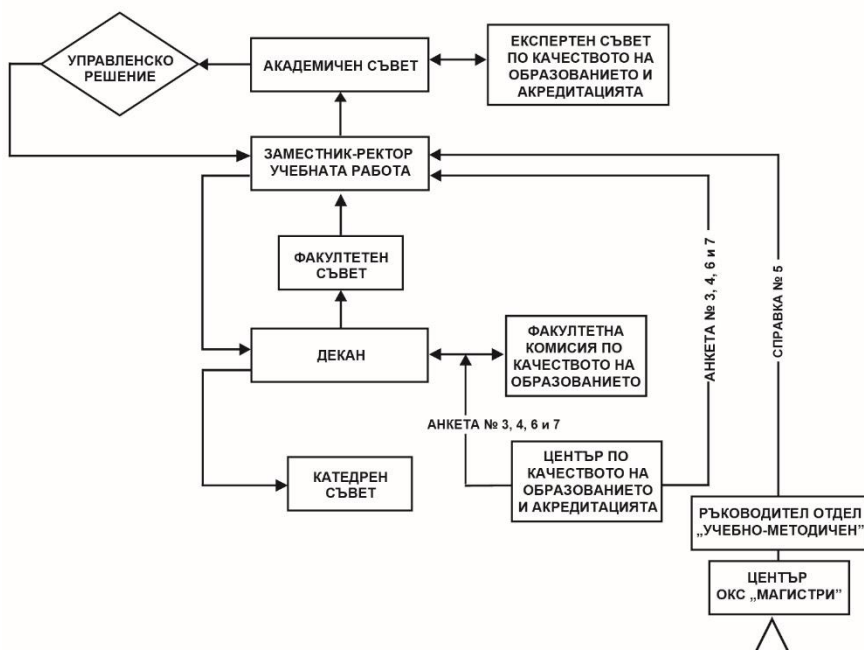 УПРАВЛЕНСКО
РЕШЕНИЕ
АКАДЕМИЧЕН СЪВЕТ
ЕКСПЕРТЕН СЪВЕТ
ПО КАЧЕСТВОТО НА
ОБРАЗОВАНИЕТО И
АКРЕДИТАЦИЯТА
ЗАМЕСТНИК-РЕКТОР
УЧЕБНАТА РАБОТА
ФАКУЛТЕТЕН
СЪВЕТ
ДЕКАН
ФАКУЛТЕТНА
КОМИСИЯ ПО
КАЧЕСТВОТО НА
ОБРАЗОВАНИЕТО
АНКЕТА № 3, 4, 6 и 7
СПРАВКА № 5
АНКЕТА № 3, 4, 6 и 7
КАТЕДРЕН
СЪВЕТ
ЦЕНТЪР ПО
КАЧЕСТВОТО НА
ОБРАЗОВАНИЕТО
И АКРЕДИТАЦИЯТА
РЪКОВОДИТЕЛ ОТДЕЛ
„УЧЕБНО-МЕТОДИЧЕН”
ЦЕНТЪР
ОКС „МАГИСТРИ”